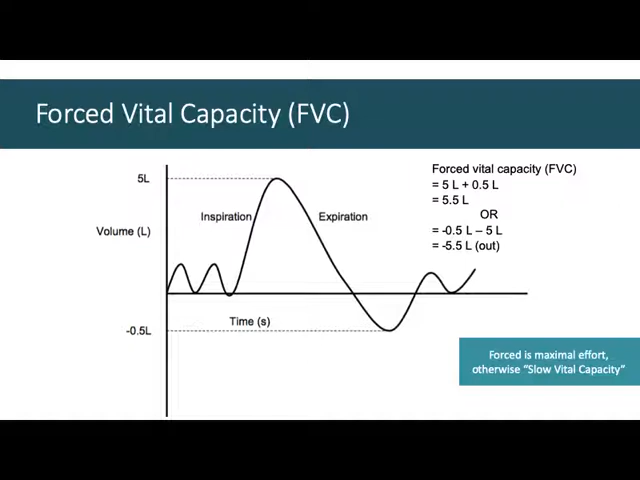 Forced Vital Capacity (FVC)
5L
Inspiration
Expiration
Volume (L)
-0.5L
Time (s)
Forced vital capacity (FVC)
= 5 L + 0.5 L
= 5.5 L
OR
= -0.5 L – 5 L
= -5.5 L (out)
Forced is maximal effort,
otherwise “Slow Vital Capacity”